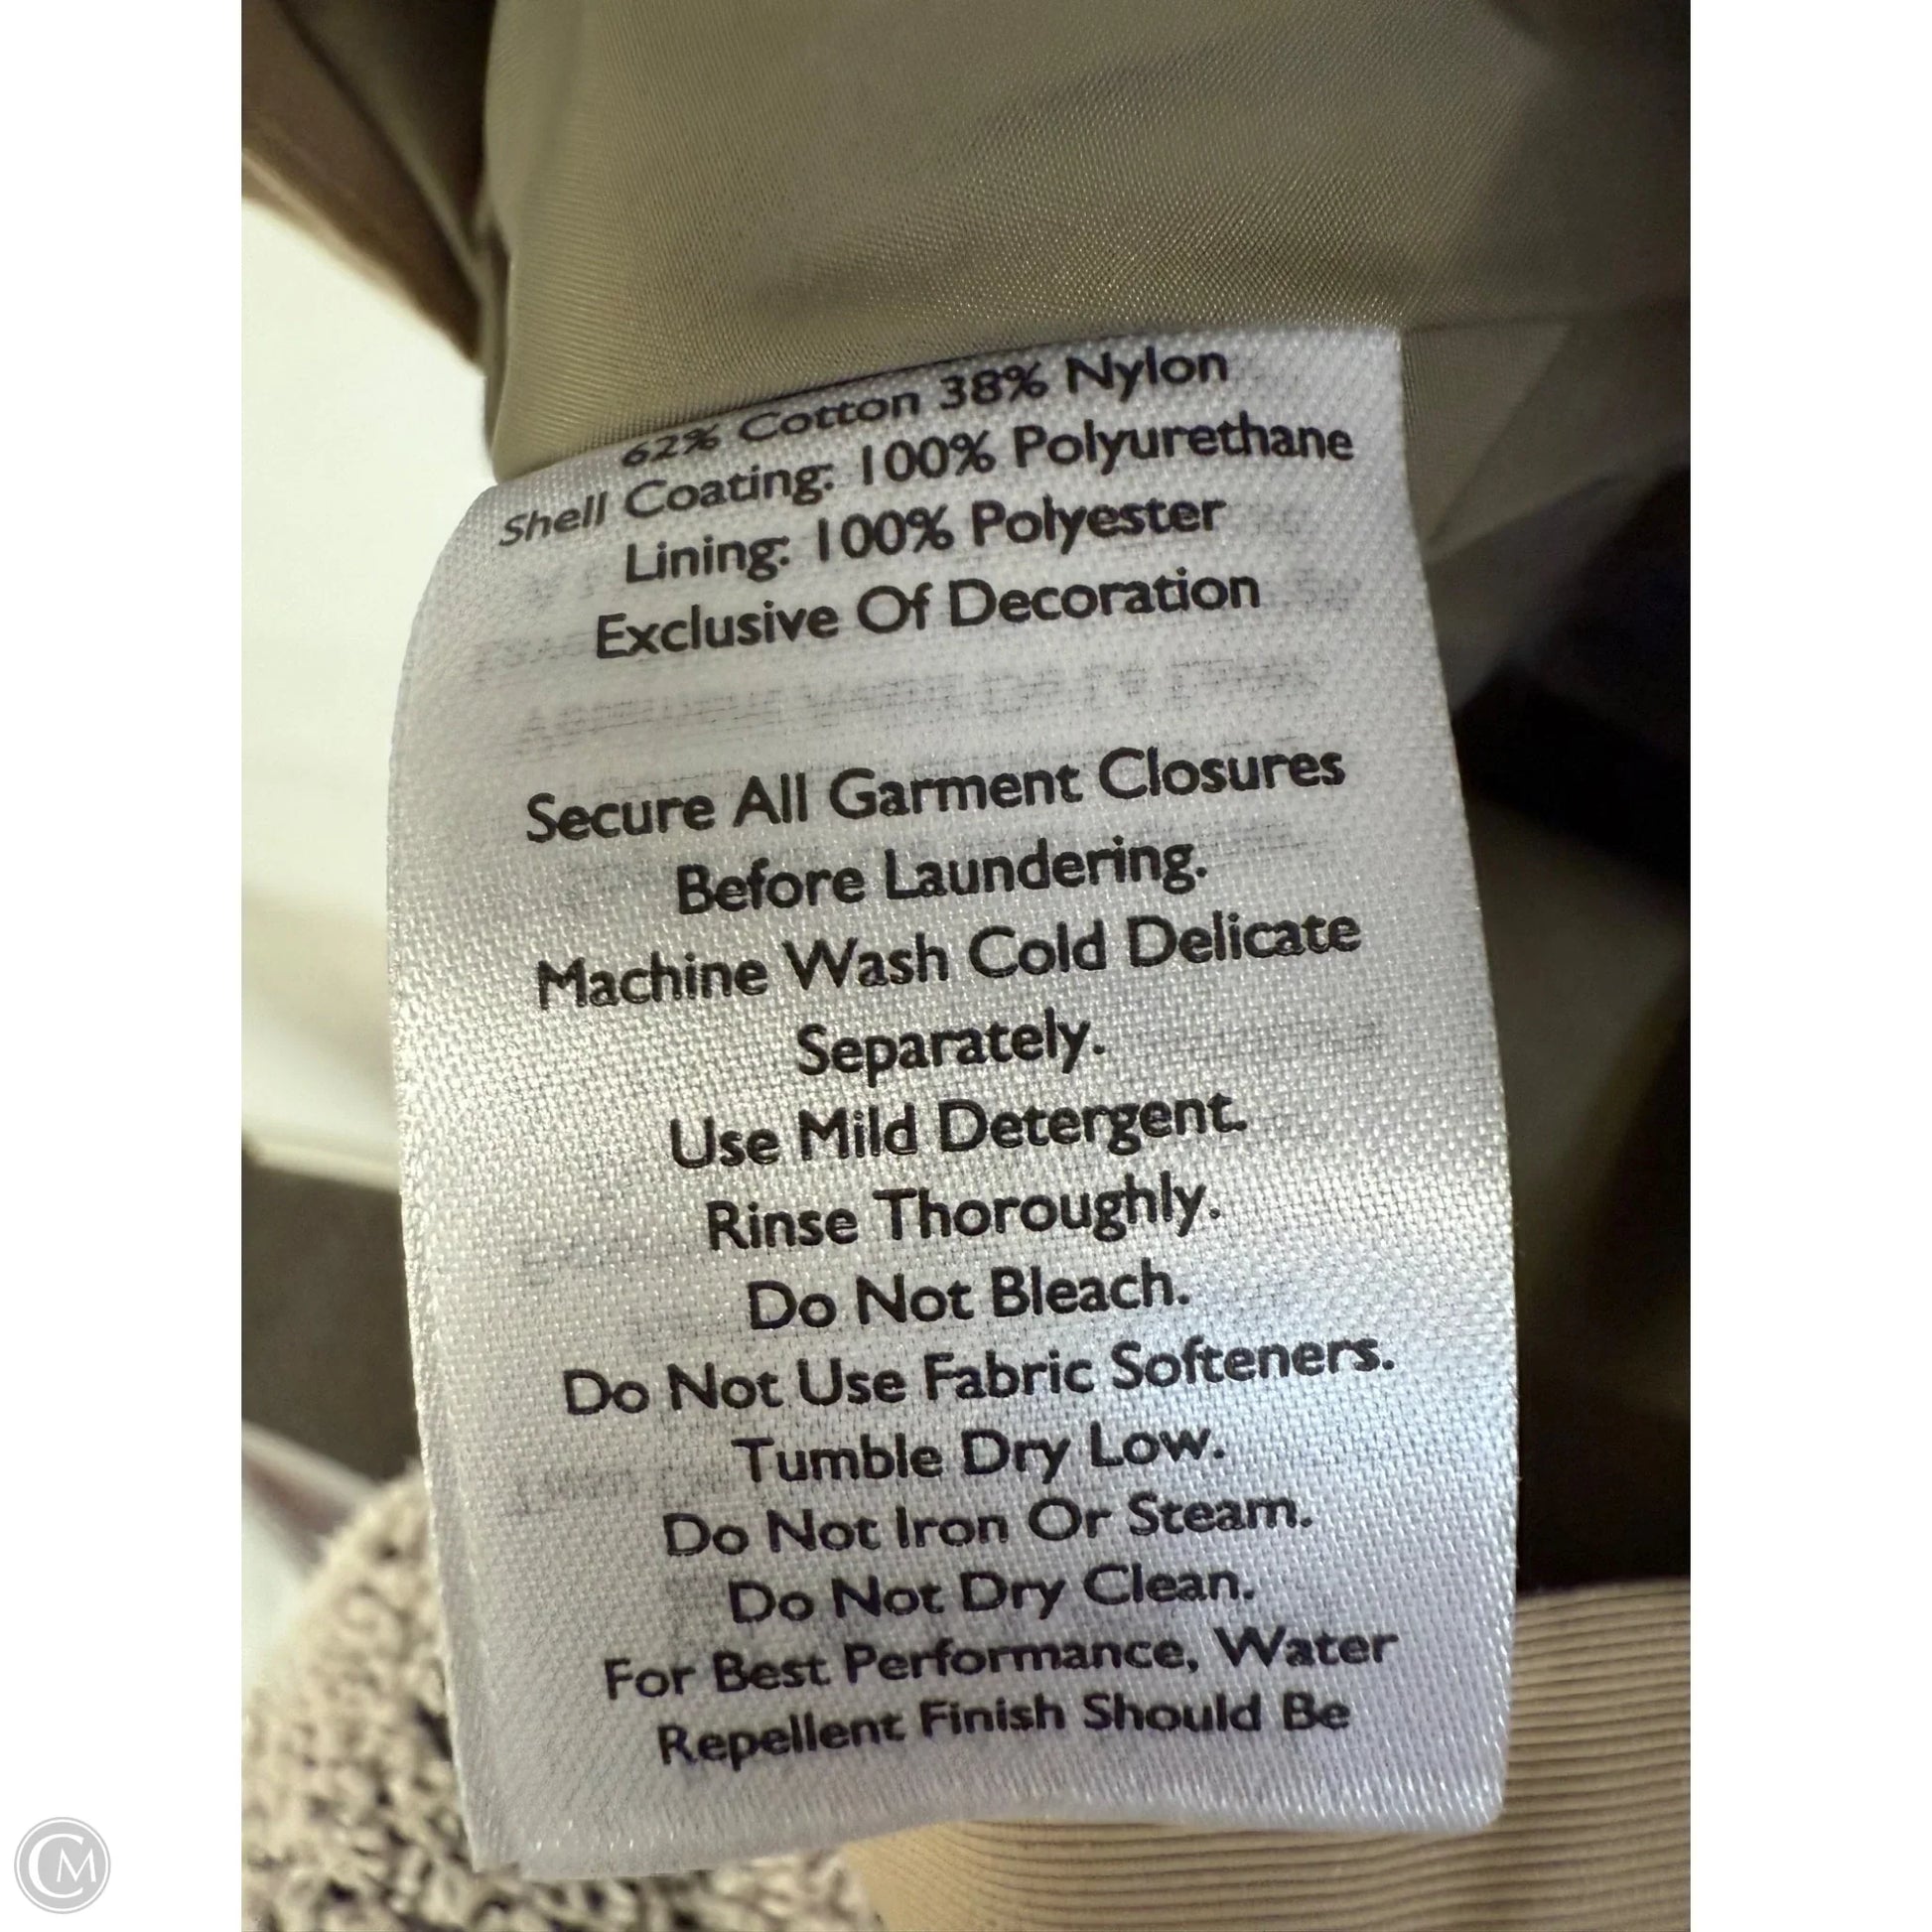 62% Cotton 38% Nylon
Shell Coating: 100% Polyurethane
Lining: 100% Polyester
Exclusive Of Decoration
Secure All Garment Closures
Before Laundering.
Machine Wash Cold Delicate
Separately.
Use Mild Detergent.
Rinse Thoroughly.
Do Not Bleach.
Do Not Use Fabric Softeners.
Tumble Dry Low.
Do Not Iron Or Steam.
Do Not Dry Clean.
For Best Performance, Water
Repellent Finish Should Be
CM